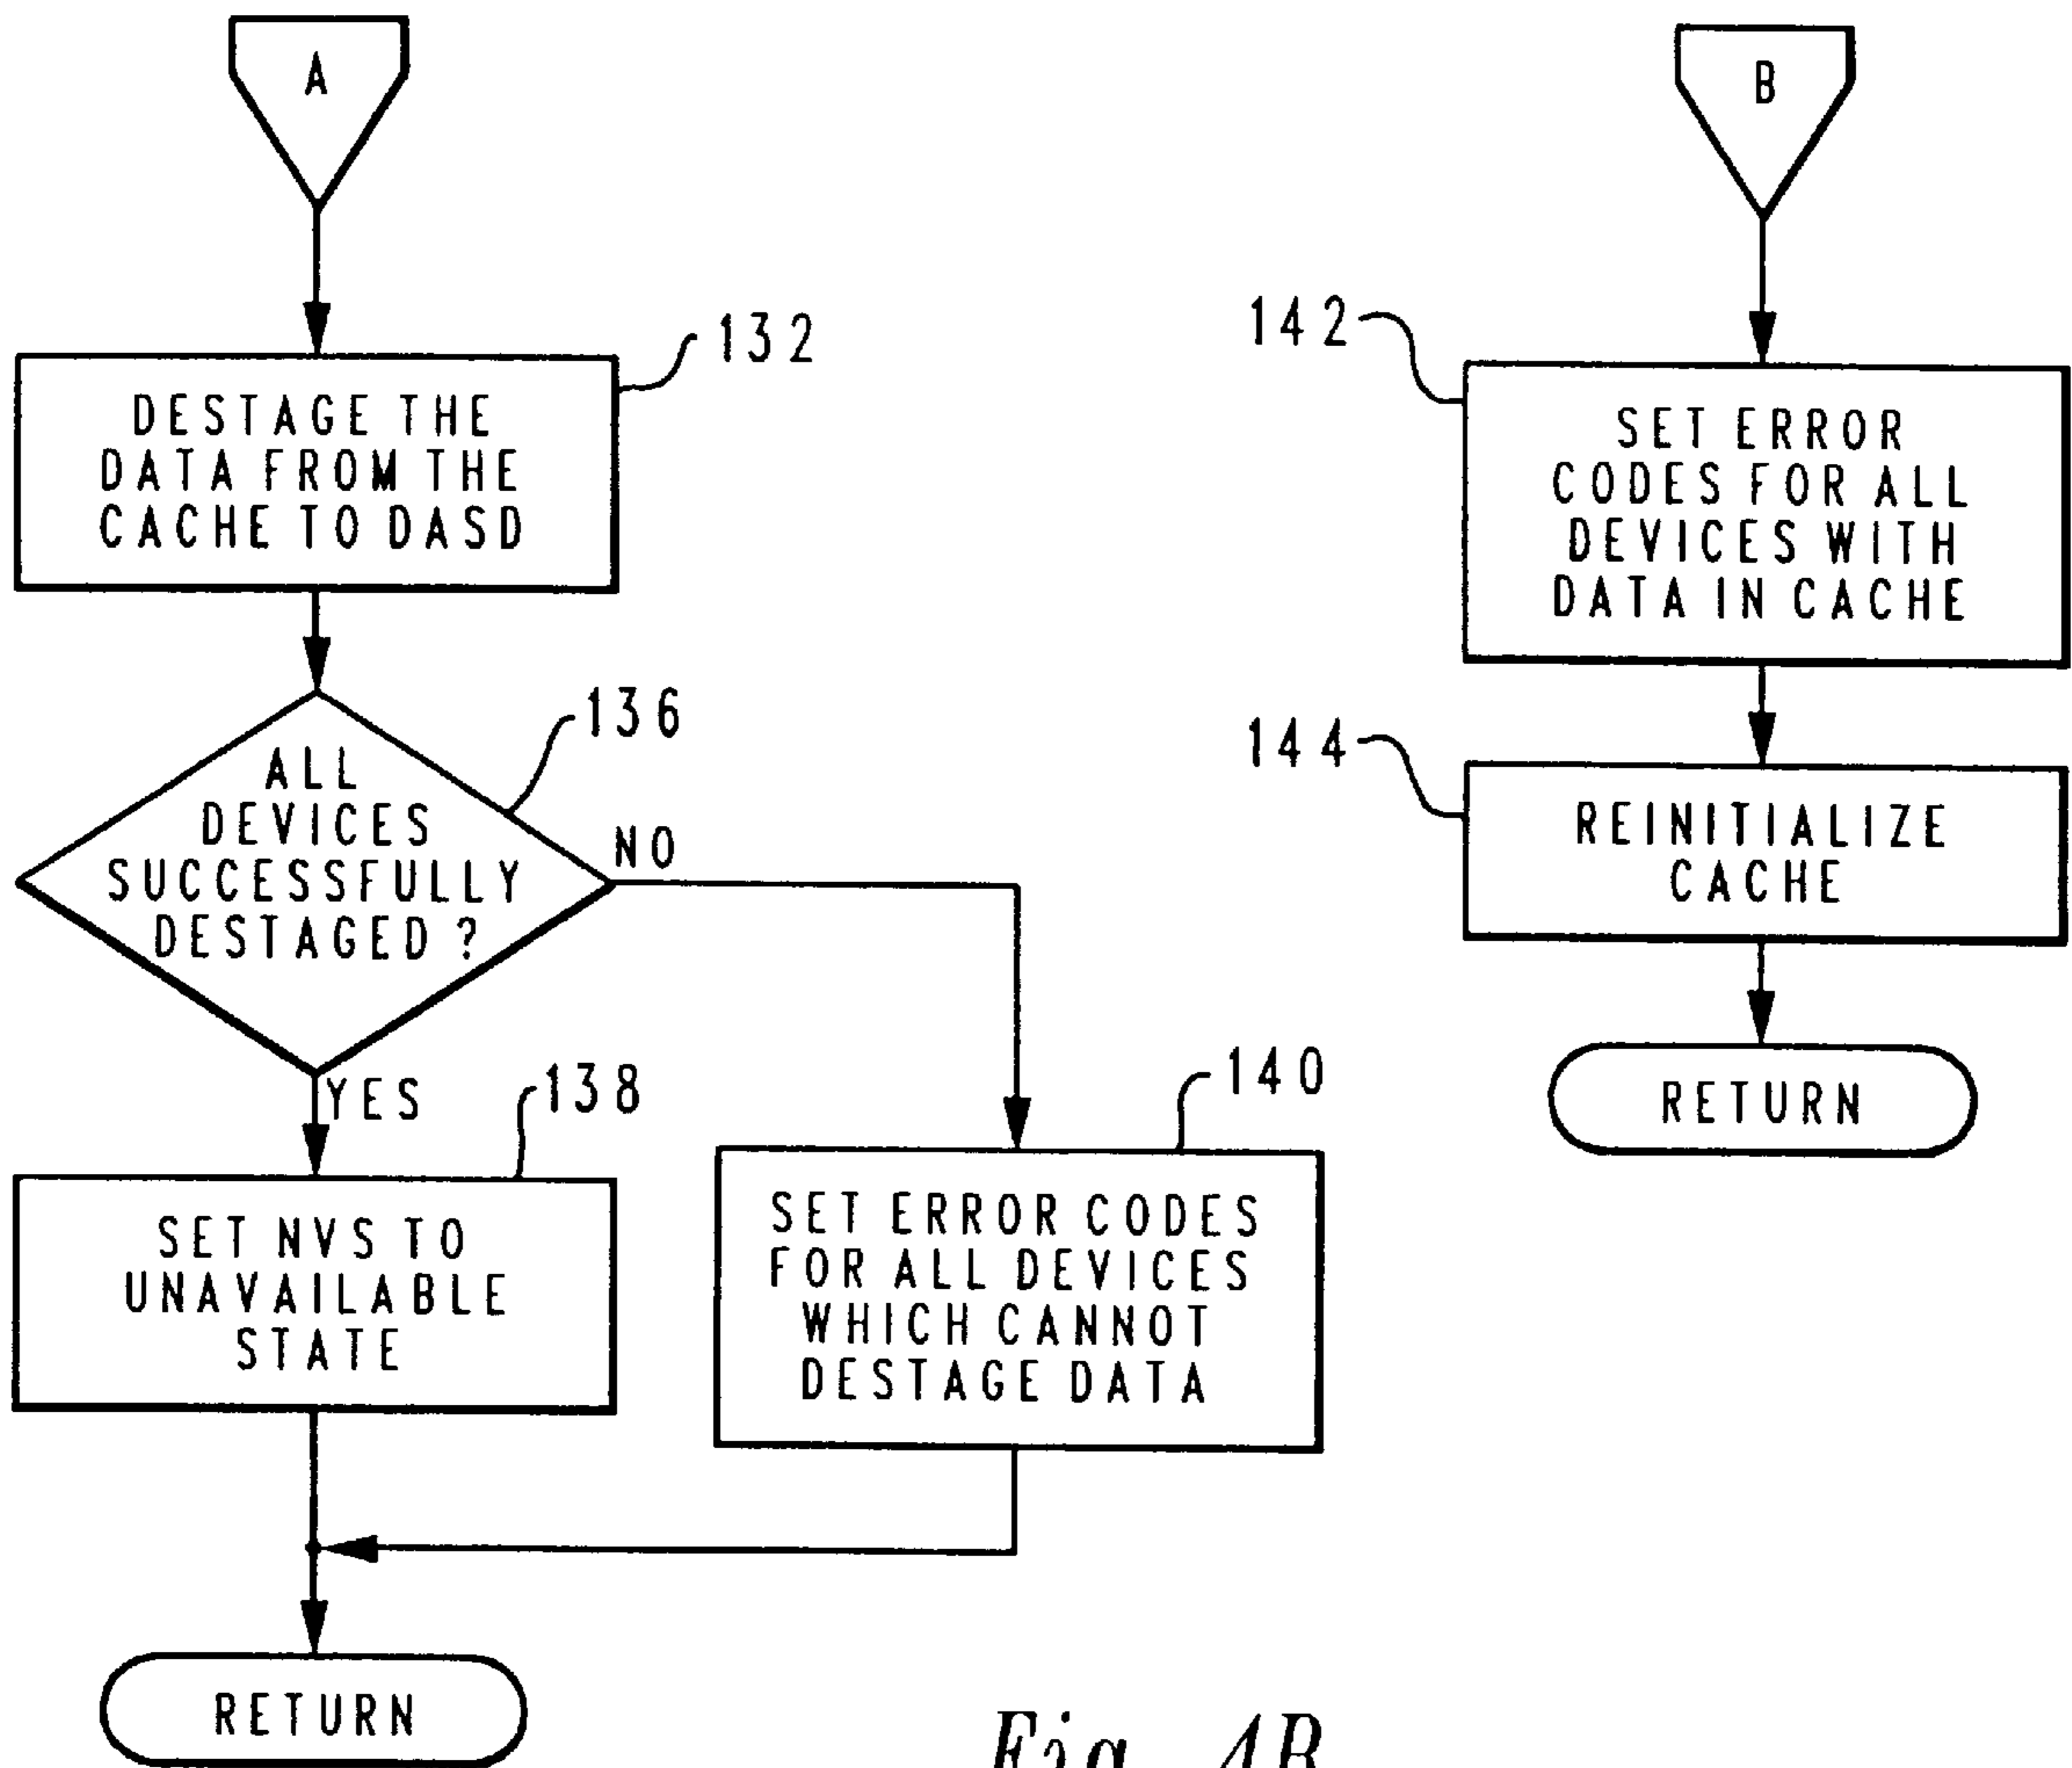 A
132
DESTAGE THE
DATA FROM THE
CACHE TO DASD
136
ALL
DEVICES
SUCCESSFULLY
DESTAGED ?
NO
YES
138
SET NVS TO
UNAVAILABLE
STATE
140
SET ERROR CODES
FOR ALL DEVICES
WHICH CANNOT
DESTAGE DATA
RETURN
B
142
SET ERROR
CODES FOR ALL
DEVICES WITH
DATA IN CACHE
144
REINITIALIZE
CACHE
RETURN
Fig. 4B